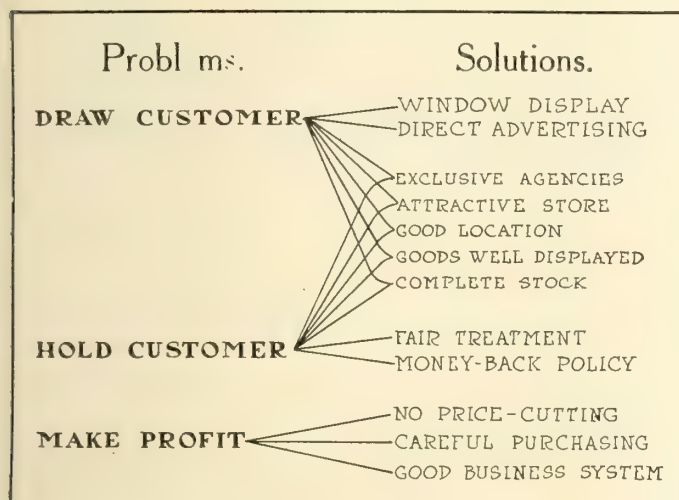 Probl ms.
Solutions.
DRAW CUSTOMER
WINDOW DISPLAY
DIRECT ADVERTISING
EXCLUSIVE AGENCIES
ATTRACTIVE STORE
GOOD LOCATION
GOODS WELL DISPLAYED
COMPLETE STOCK
HOLD CUSTOMER
FAIR TREATMENT
MONEY-BACK POLICY
MAKE PROFIT
NO PRICE-CUTTING
CAREFUL PURCHASING
GOOD BUSINESS SYSTEM